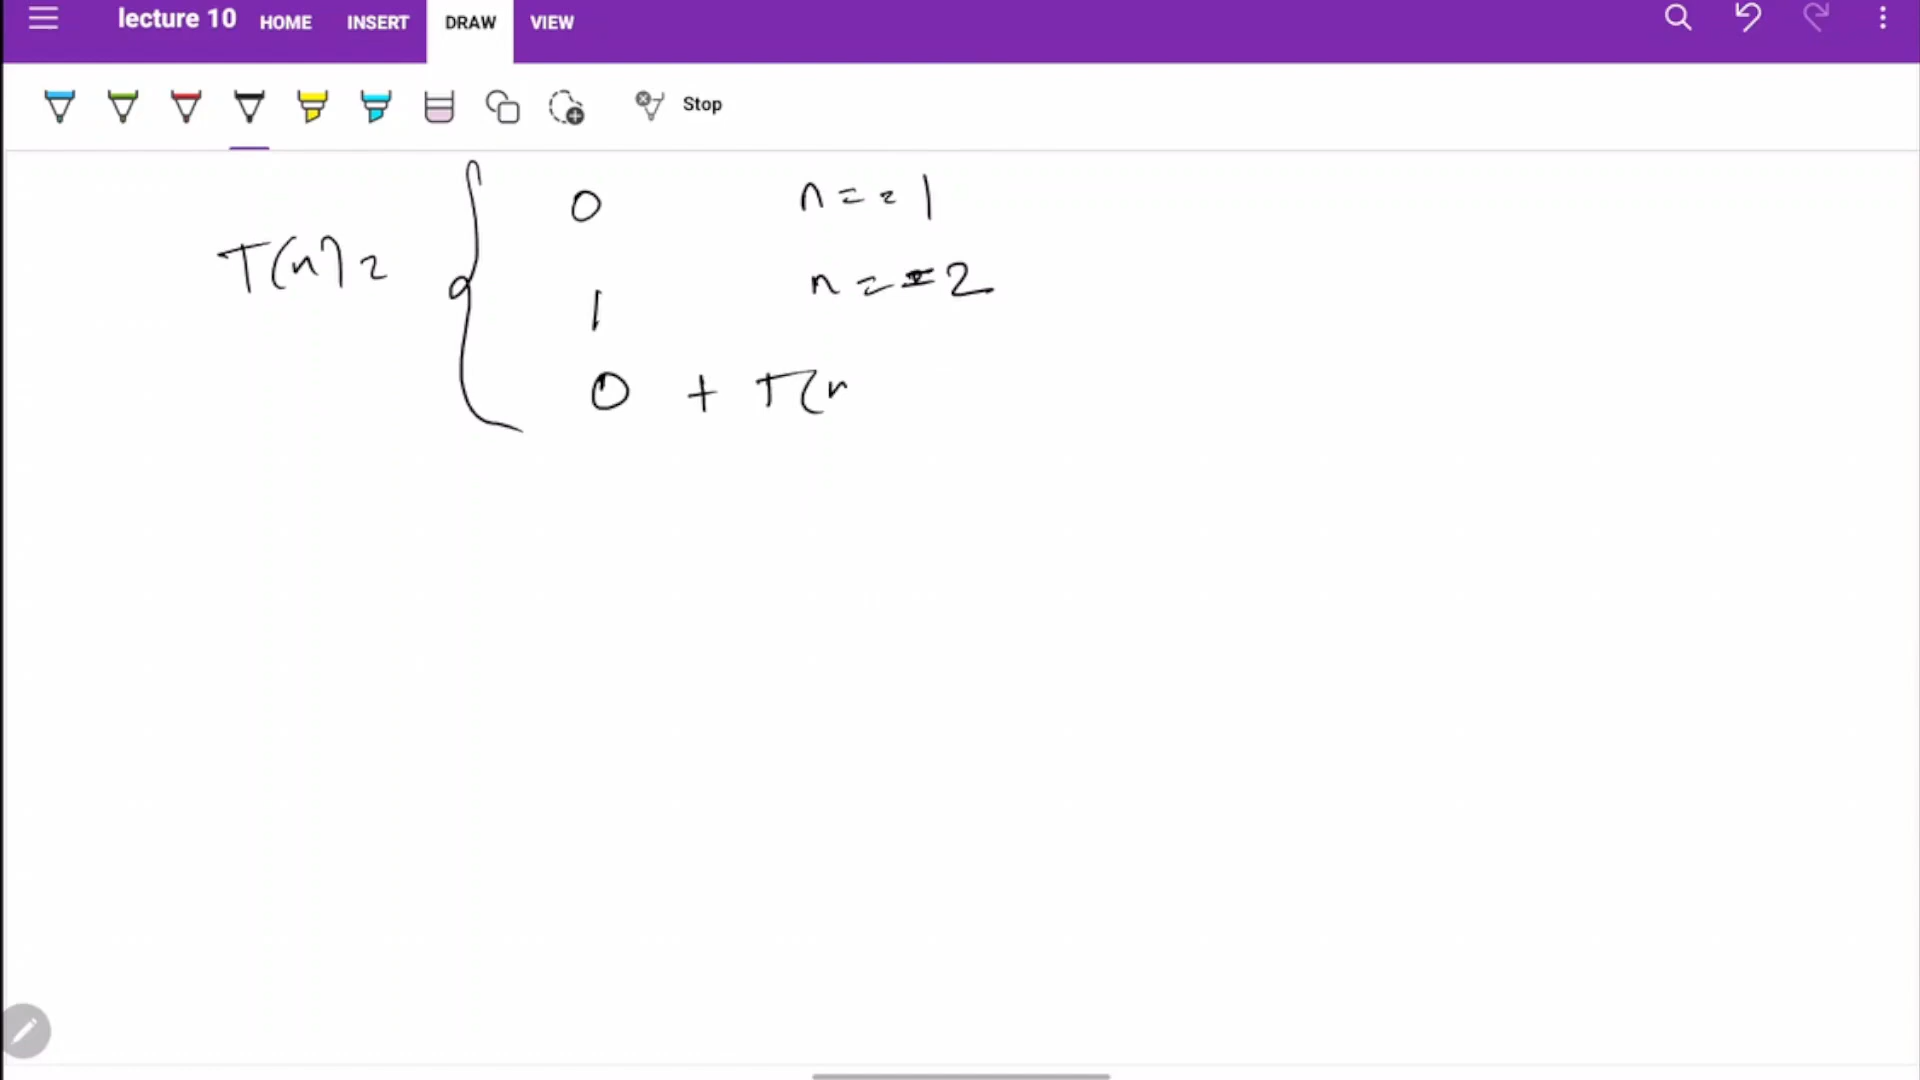 lecture 10 HOME INSERT DRAW VIEW
Stop
0 n == 1
T(n) =
1 n == 2
0 + T(n